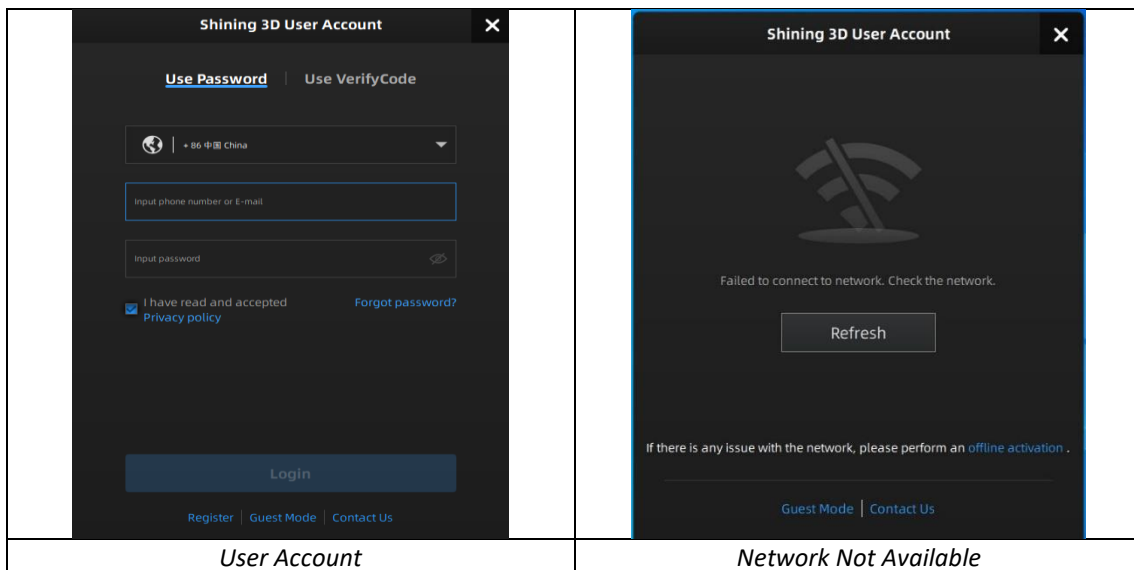 Shining 3D User Account
Use Password | Use VerifyCode
+ 86 中国 China
Input phone number or E-mail
Input password
I have read and accepted
Privacy policy
Forgot password?
Login
Register | Guest Mode | Contact Us
User Account
Shining 3D User Account
Failed to connect to network. Check the network.
Refresh
If there is any issue with the network, please perform an offline activation .
Guest Mode | Contact Us
Network Not Available